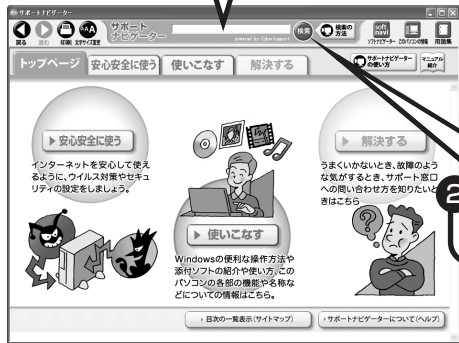 サポートナビゲーター
戻る 進む 印刷 文字サイズ変更
サポート
ナビゲーター
powered by CyberSupport
検索
検索の
方法
soft
navi
ソフトナビゲーター このパソコンの情報 用語集
トップページ 安心安全に使う 使いこなす 解決する
サポートナビゲーター
の使い方
マニュアル
紹介
安心安全に使う
インターネットを安心して使え
るように、ウイルス対策やセキュ
リティの設定をしましょう。
使いこなす
Windowsの便利な操作方法や
添付ソフトの紹介や使い方、この
パソコンの各部の機能や名称な
どについての情報はこちら。
解決する
うまくいかないとき、故障のよう
な気がするとき、サポート窓口
への問い合わせ方を知りたいと
きはこちら
2
目次の一覧表示(サイトマップ)
サポートナビゲーターについて(ヘルプ)